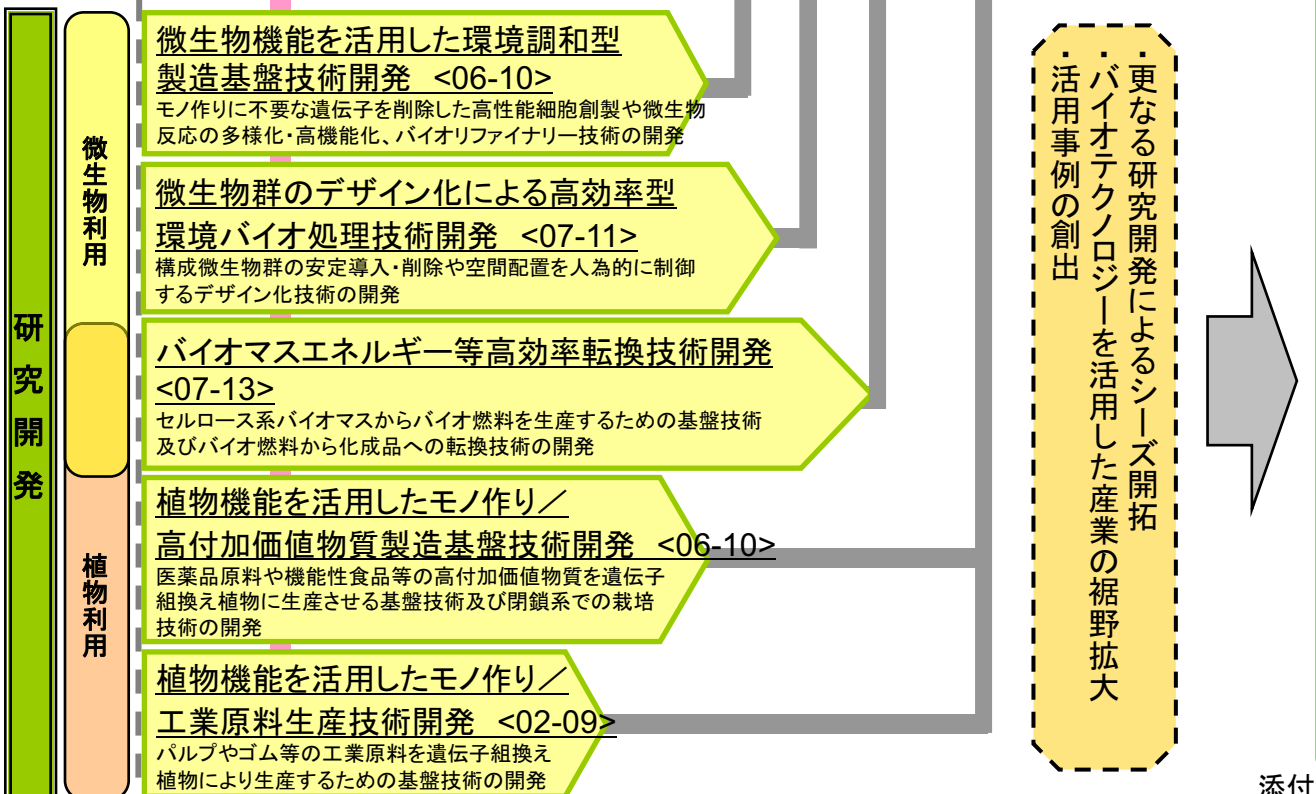 研究開発
微生物利用
植物利用
微生物機能を活用した環境調和型
製造基盤技術開発 <06-10>
モノ作りに不要な遺伝子を削除した高性能細胞創製や微生物
反応の多様化・高機能化、バイオリファイナリー技術の開発
微生物群のデザイン化による高効率型
環境バイオ処理技術開発 <07-11>
構成微生物群の安定導入・削除や空間配置を人為的に制御
するデザイン化技術の開発
バイオマスエネルギー等高効率転換技術開発
<07-13>
セルロース系バイオマスからバイオ燃料を生産するための基盤技術
及びバイオ燃料から化成品への転換技術の開発
植物機能を活用したモノ作り／
高付加価値物質製造基盤技術開発 <06-10>
医薬品原料や機能性食品等の高付加価値物質を遺伝子
組換え植物に生産させる基盤技術及び閉鎖系での栽培
技術の開発
植物機能を活用したモノ作り／
工業原料生産技術開発 <02-09>
パルプやゴム等の工業原料を遺伝子組換え
植物により生産するための基盤技術の開発
・更なる研究開発によるシーズ開拓
・バイオテクノロジーを活用した産業の裾野拡大
・活用事例の創出
添付